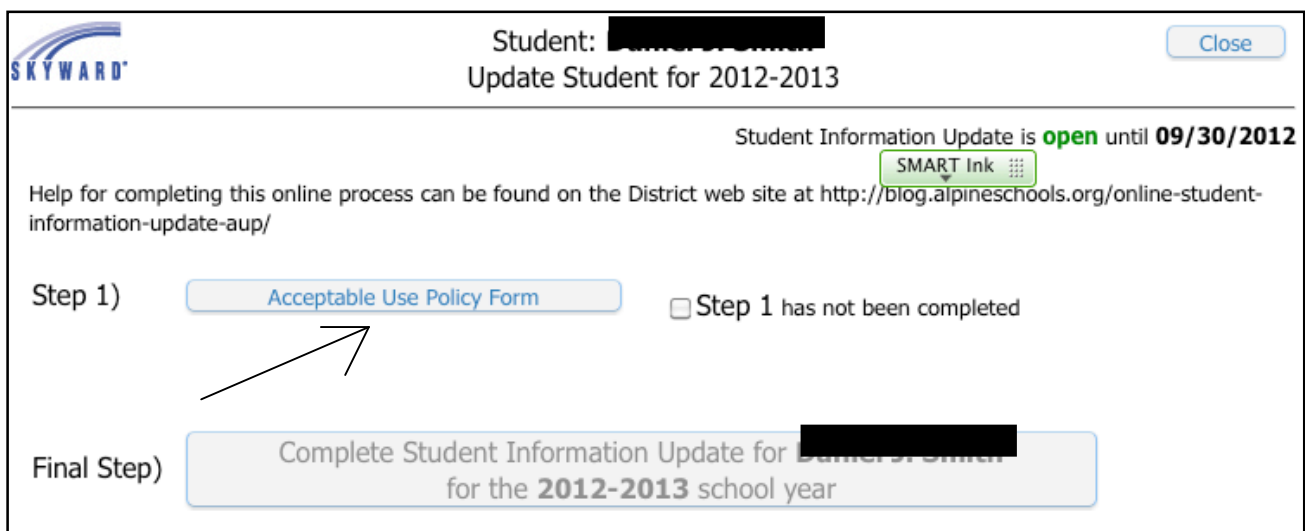 SKYWARD
Student:
Update Student for 2012-2013
Close
Student Information Update is open until 09/30/2012
SMART Ink
Help for completing this online process can be found on the District web site at http://blog.alpineschools.org/online-student-
information-update-aup/
Step 1)
Acceptable Use Policy Form
Step 1 has not been completed
Final Step)
Complete Student Information Update for
for the 2012-2013 school year